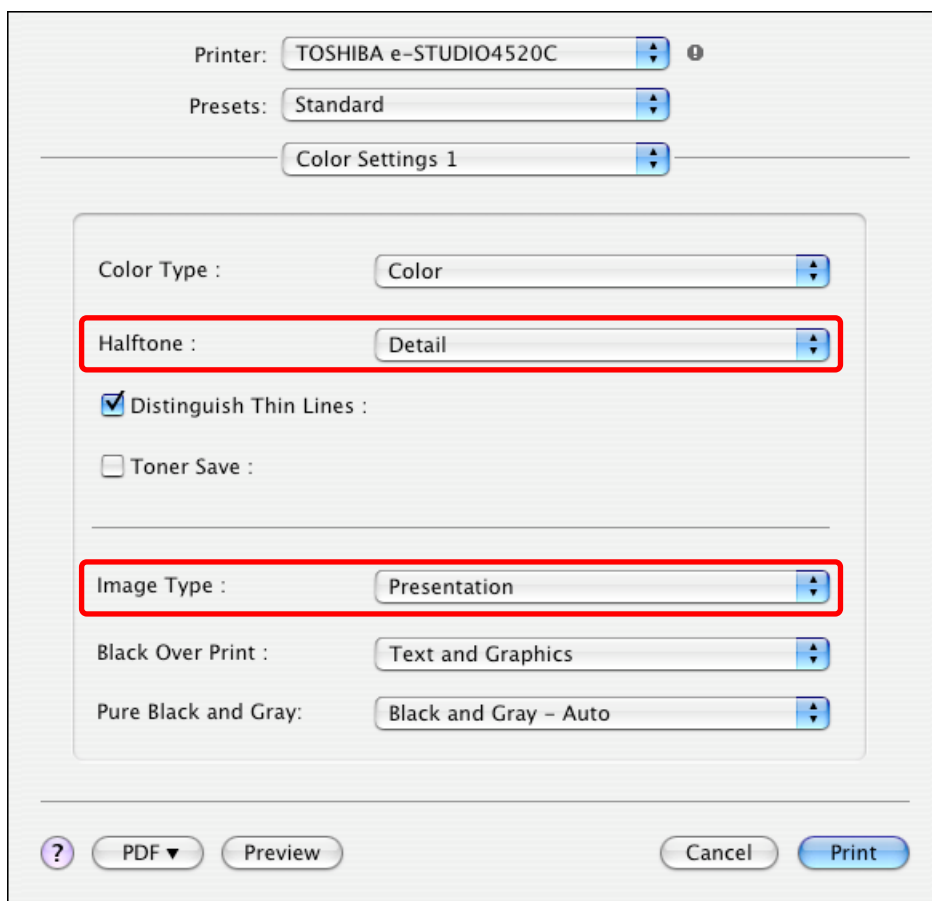 Printer: TOSHIBA e-STUDIO4520C
Presets: Standard
Color Settings 1
Color Type : Color
Halftone : Detail
Distinguish Thin Lines :
Toner Save :
Image Type : Presentation
Black Over Print : Text and Graphics
Pure Black and Gray: Black and Gray – Auto
? PDF ▼ Preview Cancel Print